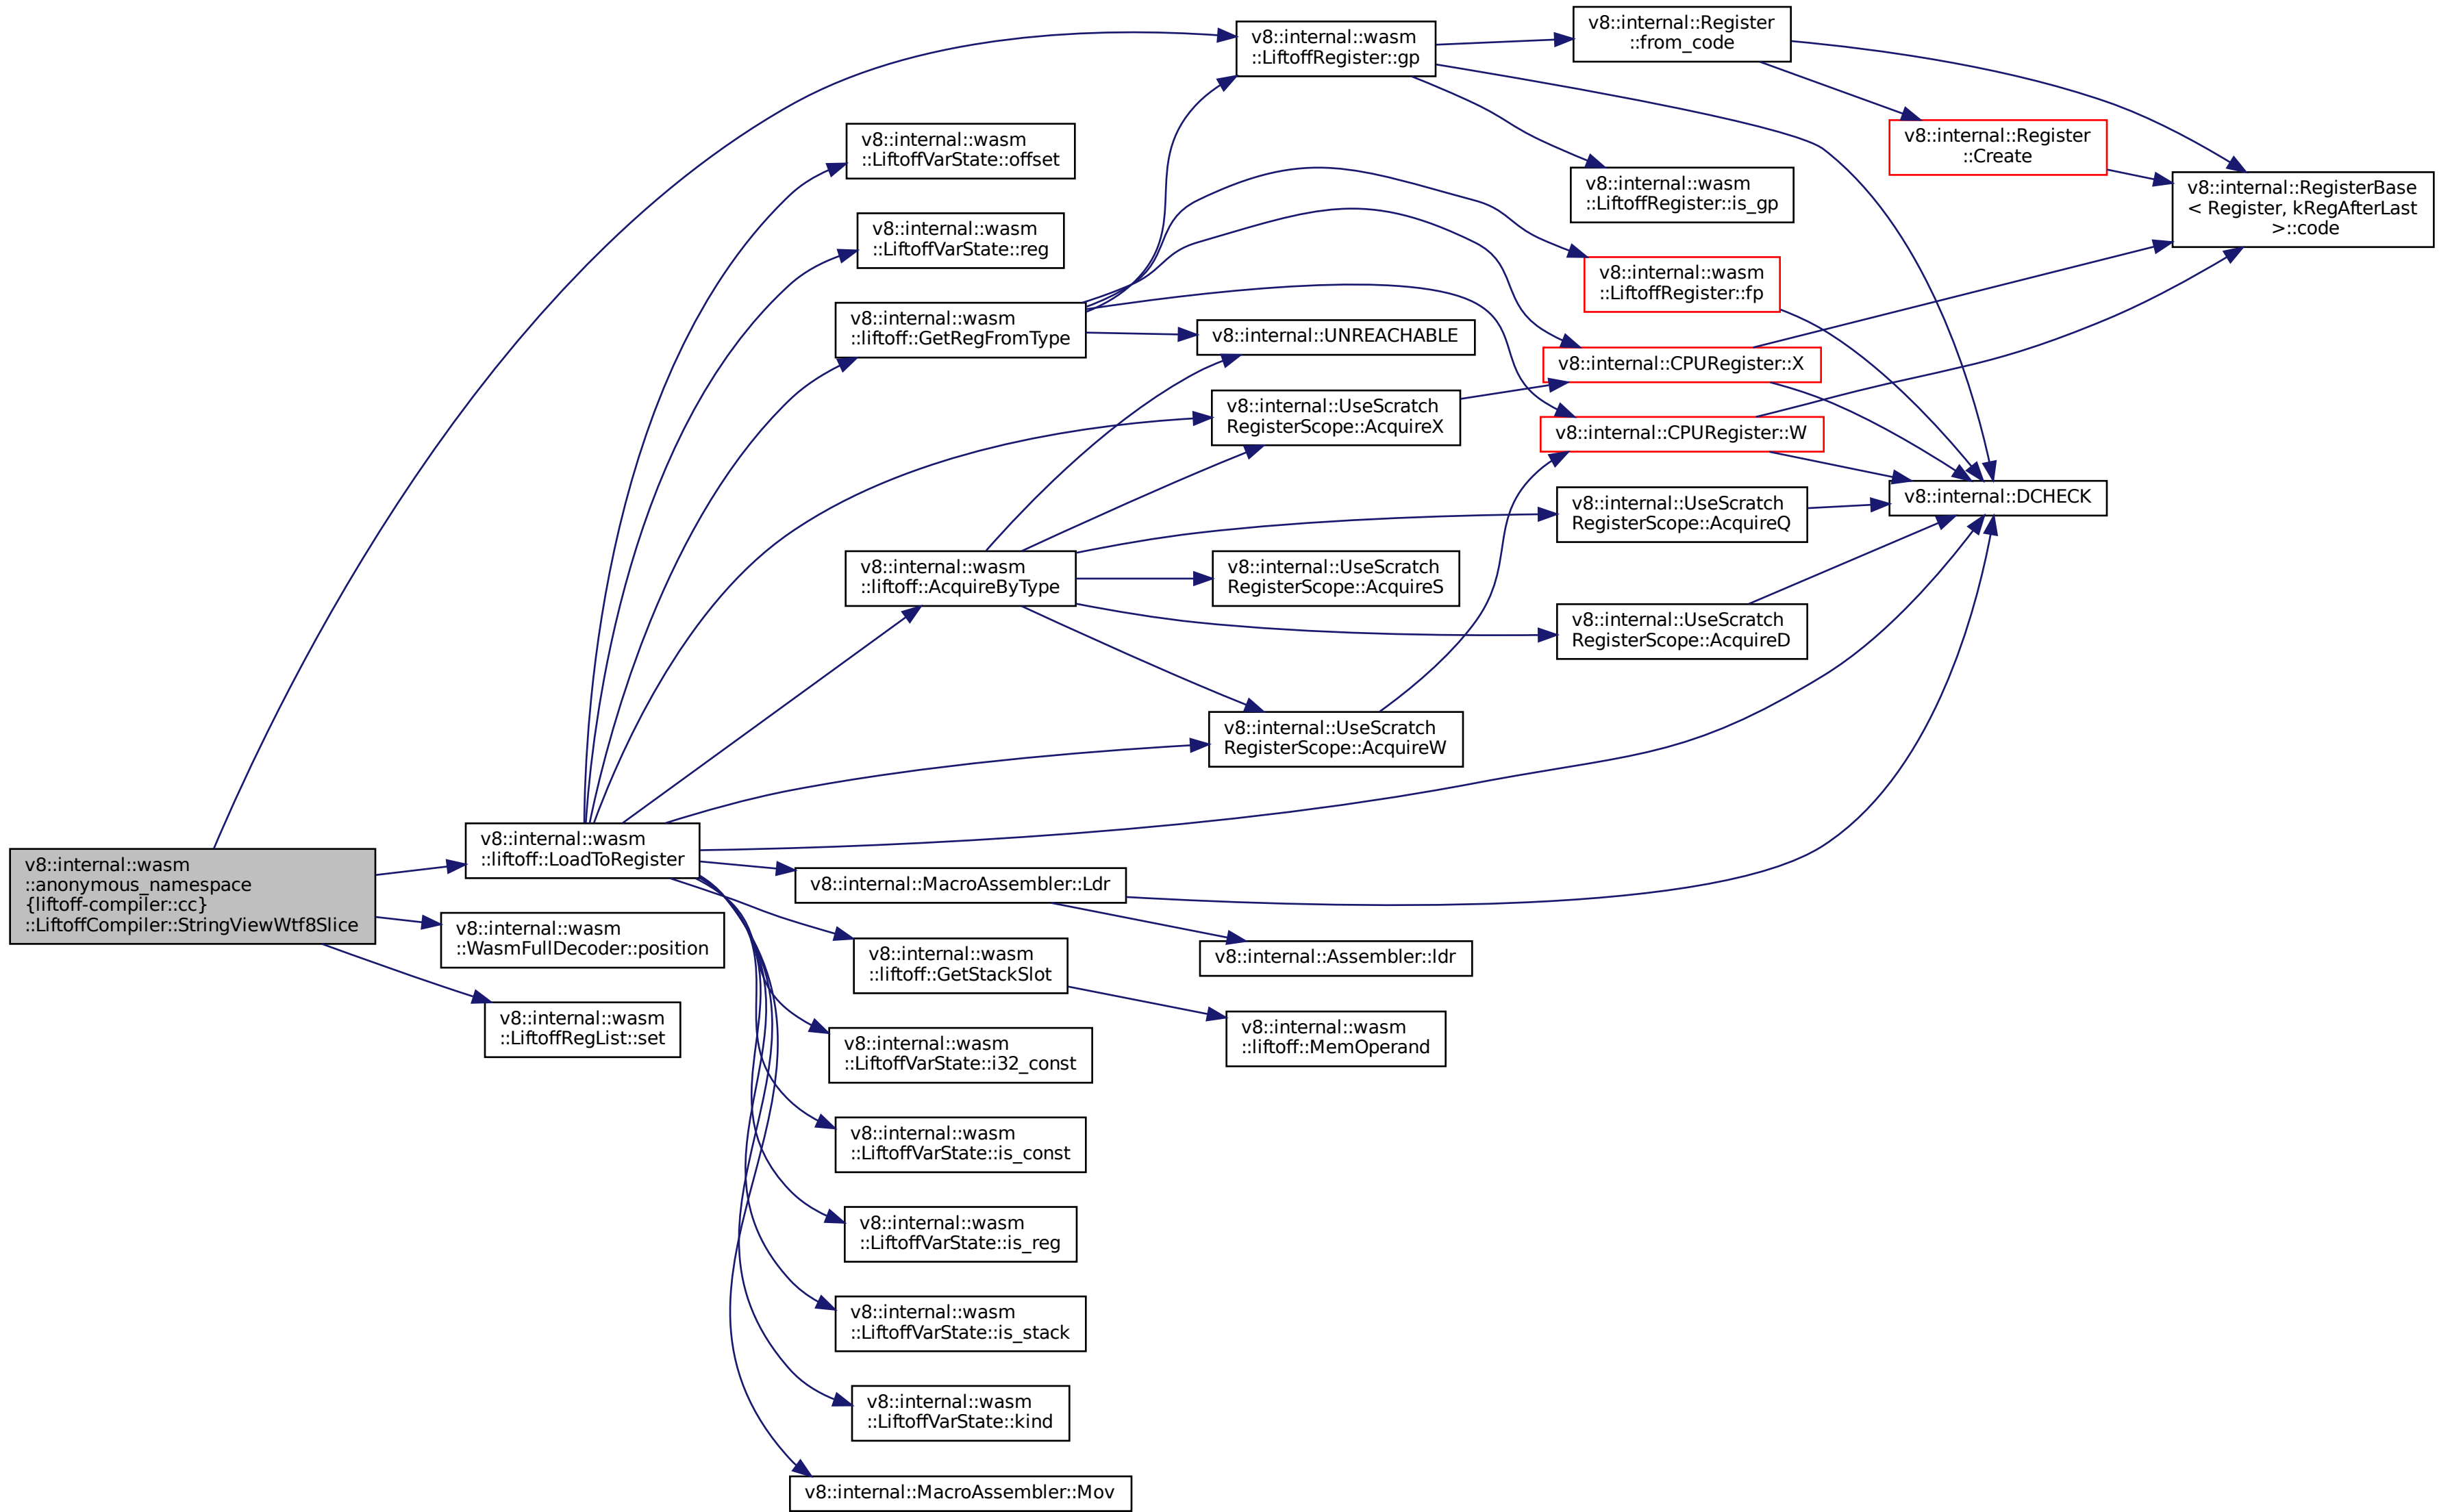 v8::internal::wasm
::anonymous_namespace
{liftoff-compiler::cc}
::LiftoffCompiler::StringViewWtf8Slice
v8::internal::wasm
::liftoff::LoadToRegister
v8::internal::wasm
::WasmFullDecoder::position
v8::internal::wasm
::LiftoffRegList::set
v8::internal::wasm
::LiftoffVarState::offset
v8::internal::wasm
::LiftoffVarState::reg
v8::internal::wasm
::liftoff::GetRegFromType
v8::internal::wasm
::liftoff::AcquireByType
v8::internal::MacroAssembler::Ldr
v8::internal::wasm
::liftoff::GetStackSlot
v8::internal::wasm
::LiftoffVarState::i32_const
v8::internal::wasm
::LiftoffVarState::is_const
v8::internal::wasm
::LiftoffVarState::is_reg
v8::internal::wasm
::LiftoffVarState::is_stack
v8::internal::wasm
::LiftoffVarState::kind
v8::internal::MacroAssembler::Mov
v8::internal::wasm
::LiftoffRegister::gp
v8::internal::UNREACHABLE
v8::internal::UseScratch
RegisterScope::AcquireX
v8::internal::UseScratch
RegisterScope::AcquireS
v8::internal::UseScratch
RegisterScope::AcquireW
v8::internal::Assembler::ldr
v8::internal::wasm
::liftoff::MemOperand
v8::internal::Register
::from_code
v8::internal::wasm
::LiftoffRegister::is_gp
v8::internal::wasm
::LiftoffRegister::fp
v8::internal::CPURegister::X
v8::internal::CPURegister::W
v8::internal::UseScratch
RegisterScope::AcquireQ
v8::internal::UseScratch
RegisterScope::AcquireD
v8::internal::Register
::Create
v8::internal::DCHECK
v8::internal::RegisterBase
< Register, kRegAfterLast
>::code